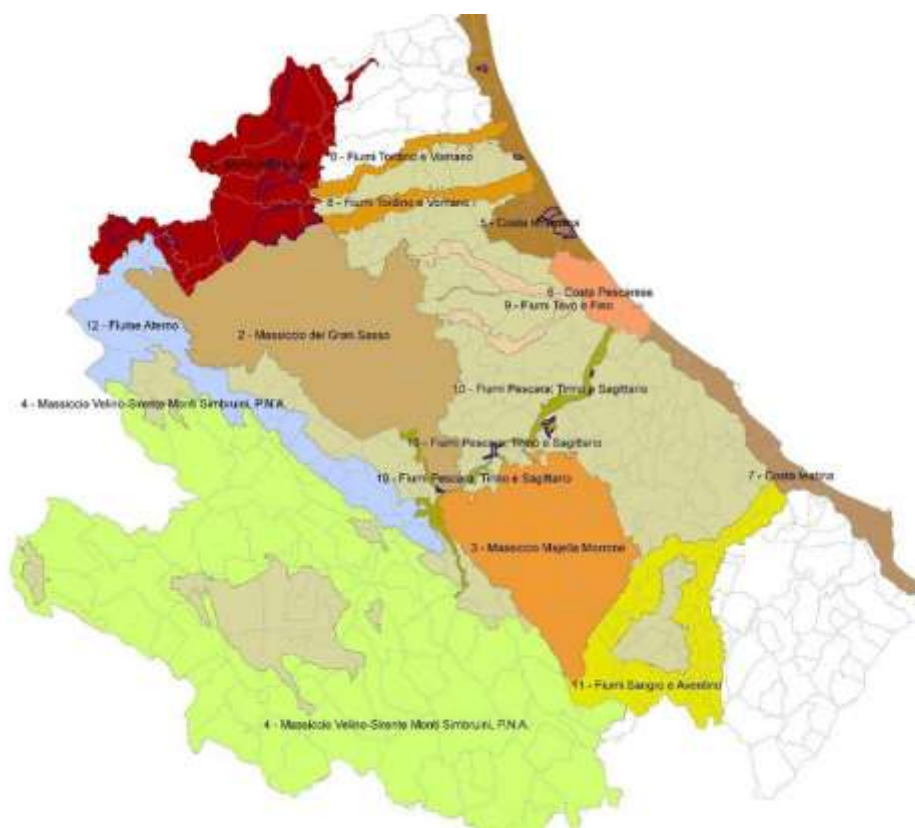 8 - Fiumi Tordino e Vomano
8 - Fiumi Tordino e Vomano
5 - Costa
6 - Costa Pescarese
9 - Fiumi Tavo e Fino
12 - Fiume Aterno
2 - Massiccio del Gran Sasso
10 - Fiumi Pescara, Tirino e Sagittario
4 - Massiccio Velino-Sirente Monti Simbruini, P.N.A.
10 - Fiumi Pescara, Tirino e Sagittario
10 - Fiumi Pescara, Tirino e Sagittario
7 - Costa teatina
3 - Massiccio Majella Morrone
11 - Fiumi Sangro e Aventino
4 - Massiccio Velino-Sirente Monti Simbruini, P.N.A.